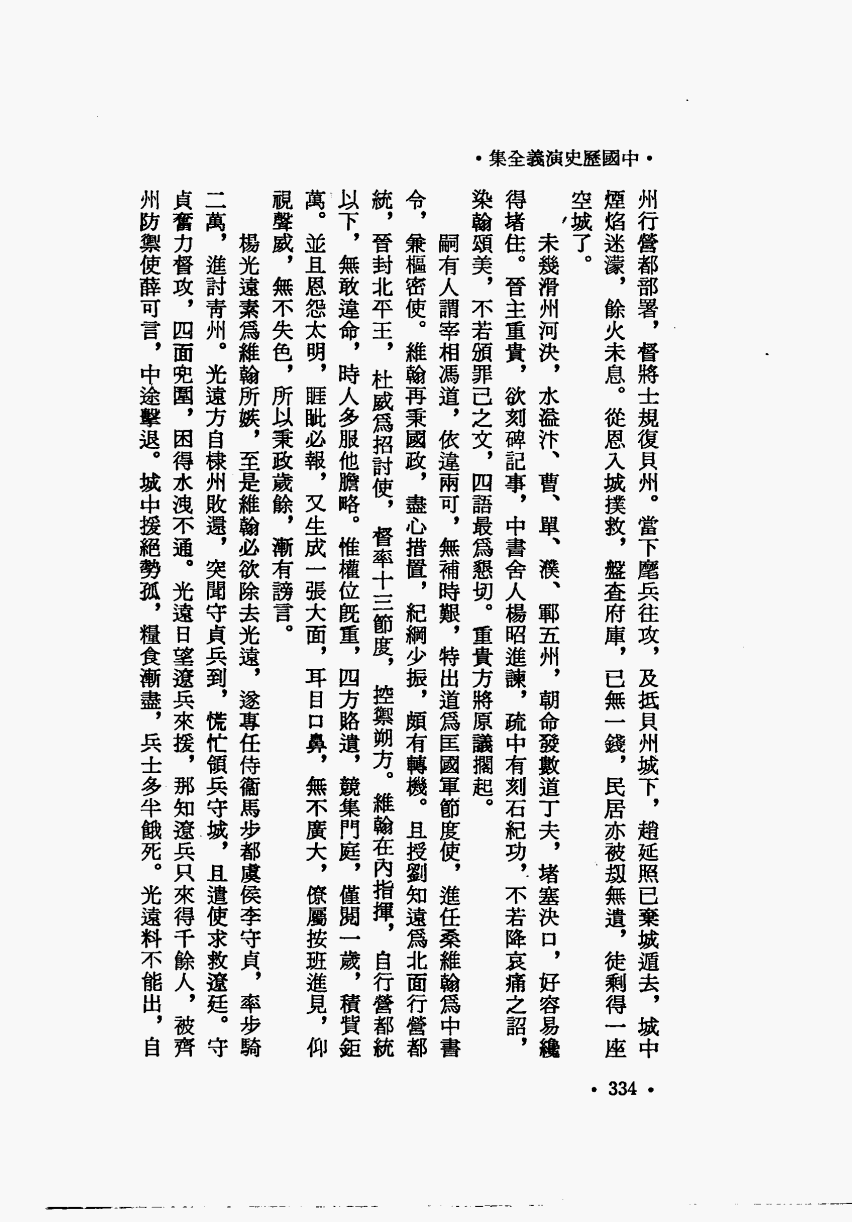 •中國歷史演義全集•
州行營都部署，督將士規復貝州。當下麾兵往攻，及抵貝州城下，趙延照已棄城遁去，城中
煙焰迷濛，餘火未息。從恩入城撲救，盤查府庫，已無一錢，民居亦被刼無遺，徒剩得一座
空城了。
未幾滑州河決，水溢汴、曹、單、濮、鄆五州，朝命發數道丁夫，堵塞決口，好容易纔
得堵住。晉主重貴，欲刻碑記事，中書舍人楊昭進諫，疏中有刻石紀功，不若降哀痛之詔，
染翰頌美，不若頒罪己之文，四語最爲懇切。重貴方將原議擱起。
嗣有人謂宰相馮道，依違兩可，無補時艱，特出道爲匡國軍節度使，進任桑維翰爲中書
令，兼樞密使。維翰再秉國政，盡心措置，紀綱少振，頗有轉機。且授劉知遠爲北面行營都
統，晉封北平王，杜威爲招討使，督率十三節度，控禦朔方。維翰在內指揮，自行營都統
以下，無敢違命，時人多服他膽略。惟權位既重，四方賂遺，競集門庭，僅閱一歲，積貲鉅
萬。並且恩怨太明，睚眦必報，又生成一張大面，耳目口鼻，無不廣大，僚屬按班進見，仰
視聲威，無不失色，所以秉政歲餘，漸有謗言。
楊光遠素爲維翰所嫉，至是維翰必欲除去光遠，遂專任侍衞馬步都虞侯李守貞，率步騎
二萬，進討靑州。光遠方自棣州敗還，突聞守貞兵到，慌忙領兵守城，且遣使求救遼廷。守
貞奮力督攻，四面兜圍，困得水洩不通。光遠日望遼兵來援，那知遼兵只來得千餘人，被齊
州防禦使薛可言，中途擊退。城中援絕勢孤，糧食漸盡，兵士多半餓死。光遠料不能出，自
•334•